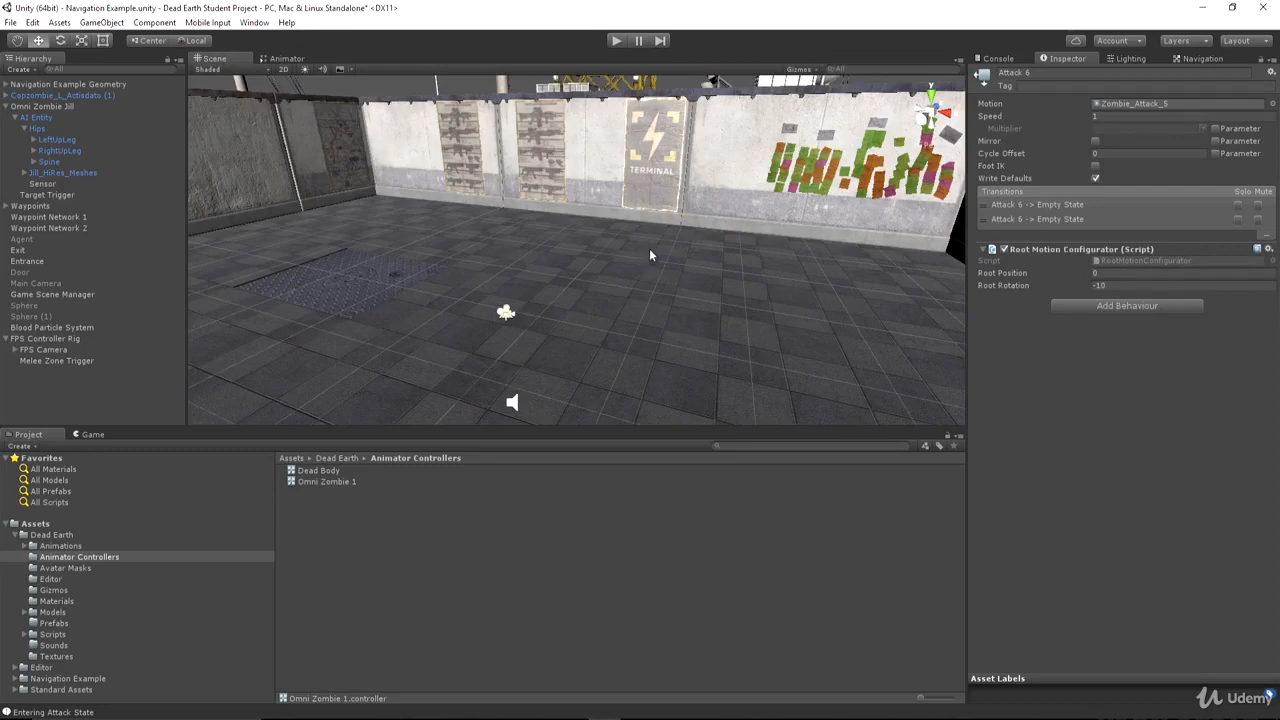 Unity (64bit) - Navigation Example.unity - Dead Earth Student Project - PC, Mac & Linux Standalone* <DX11>
File Edit Assets GameObject Component Mobile Input Window Help
Center Local Account Layers Layout
Hierarchy Scene Animator Console Inspector Lighting Navigation
Create All Shaded 2D Gizmos All
Attack 6
Tag
Motion Zombie_Attack_5
Speed 1
Multiplier Parameter
Mirror Parameter
Cycle Offset 0 Parameter
Foot IK
Write Defaults
Transitions Solo Mute
Attack 6 -> Empty State
Attack 6 -> Empty State
Root Motion Configurator (Script)
Script RootMotionConfigurator
Root Position 0
Root Rotation -10
Add Behaviour
Navigation Example Geometry
Copzombie_L_Actisdato (1)
Omni Zombie Jill
AI Entity
Hips
LeftUpLeg
RightUpLeg
Spine
Jill_HiRes_Meshes
Sensor
Target Trigger
Waypoints
Waypoint Network 1
Waypoint Network 2
Agent
Exit
Entrance
Door
Main Camera
Game Scene Manager
Sphere
Sphere (1)
Blood Particle System
FPS Controller Rig
FPS Camera
Melee Zone Trigger
TERMINAL
y
Project Game
Create
Favorites
All Materials
All Models
All Prefabs
All Scripts
Assets
Dead Earth
Animations
Animator Controllers
Avatar Masks
Editor
Gizmos
Materials
Models
Prefabs
Scripts
Sounds
Textures
Editor
Navigation Example
Standard Assets
Assets Dead Earth Animator Controllers
Dead Body
Omni Zombie 1
Omni Zombie 1.controller
Asset Labels
Entering Attack State
Udemy